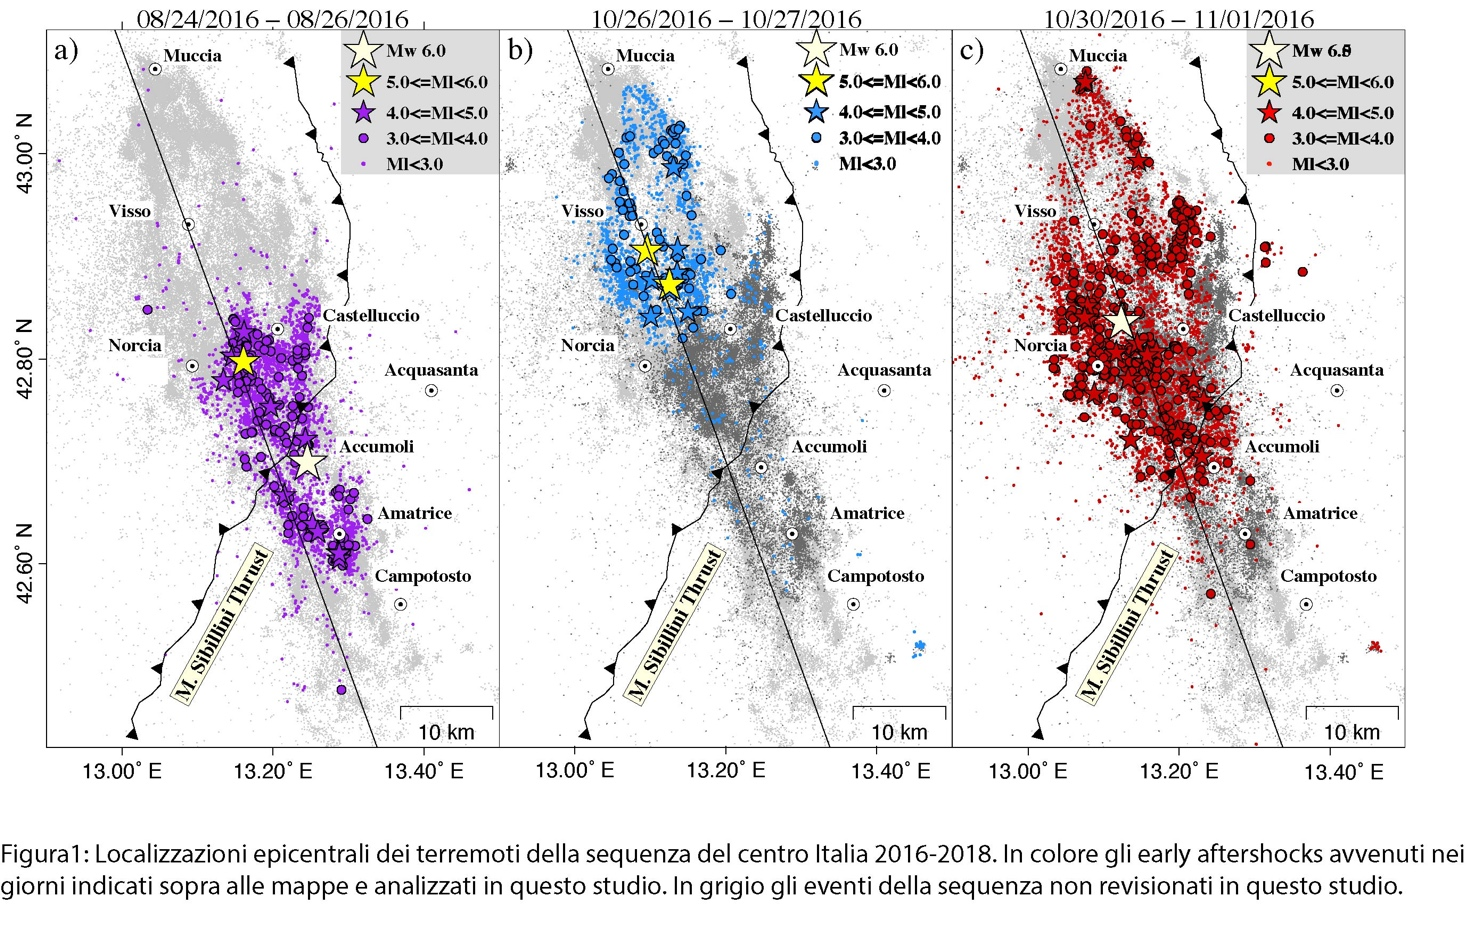 08/24/2016 – 08/26/2016
10/26/2016 – 10/27/2016
10/30/2016 – 11/01/2016
a)
Muccia
Mw 6.0
5.0<=Ml<6.0
4.0<=Ml<5.0
3.0<=Ml<4.0
Ml<3.0
Visso
Castelluccio
Norcia
Acquasanta
Accumoli
Amatrice
Campotosto
M. Sibillini Thrust
10 km
43.00° N
42.80° N
42.60° N
13.00° E
13.20° E
13.40° E
b)
Muccia
Mw 6.0
5.0<=Ml<6.0
4.0<=Ml<5.0
3.0<=Ml<4.0
Ml<3.0
Visso
Castelluccio
Norcia
Acquasanta
Accumoli
Amatrice
Campotosto
M. Sibillini Thrust
10 km
13.00° E
13.20° E
13.40° E
c)
Muccia
Mw
5.0<=Ml<6.0
4.0<=Ml<5.0
3.0<=Ml<4.0
Ml<3.0
Visso
Castelluccio
Norcia
Acquasanta
Accumoli
Amatrice
Campotosto
M. Sibillini Thrust
10 km
13.00° E
13.20° E
13.40° E
Figura1: Localizzazioni epicentrali dei terremoti della sequenza del centro Italia 2016-2018. In colore gli early aftershocks avvenuti nei
giorni indicati sopra alle mappe e analizzati in questo studio. In grigio gli eventi della sequenza non revisionati in questo studio.